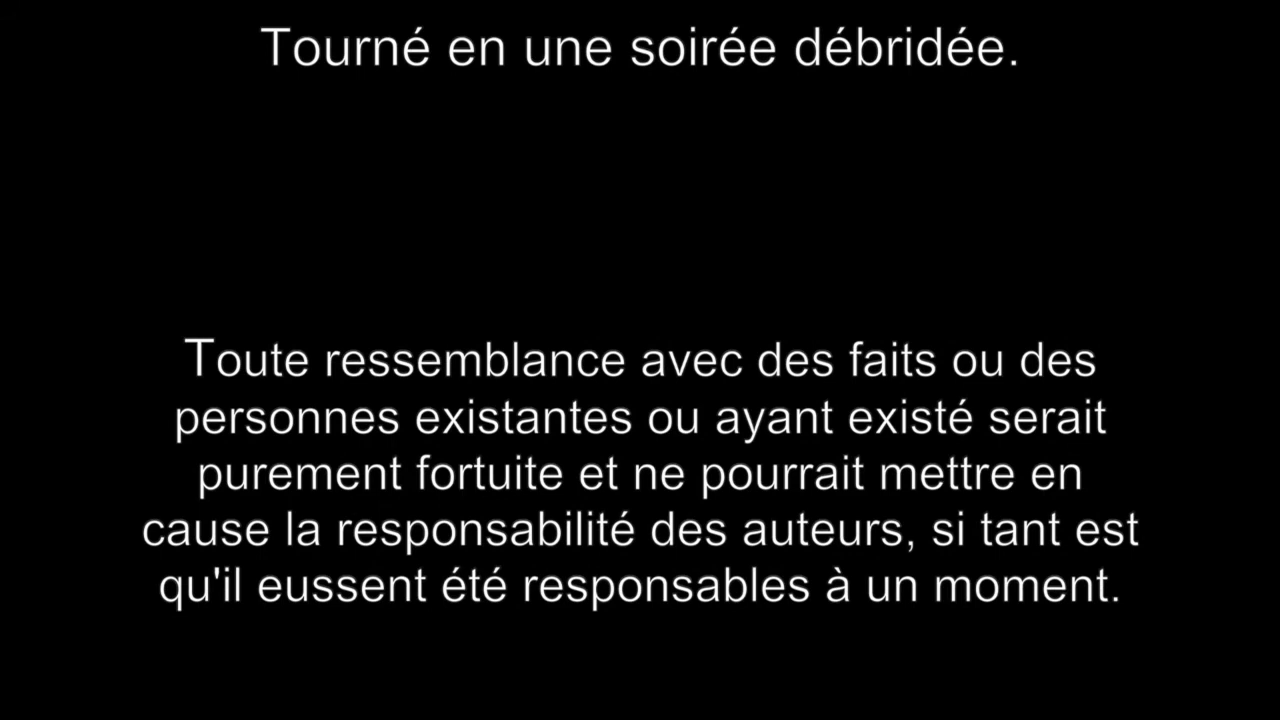 Tourné en une soirée débridée.
Toute ressemblance avec des faits ou des
personnes existantes ou ayant existé serait
purement fortuite et ne pourrait mettre en
cause la responsabilité des auteurs, si tant est
qu'il eussent été responsables à un moment.